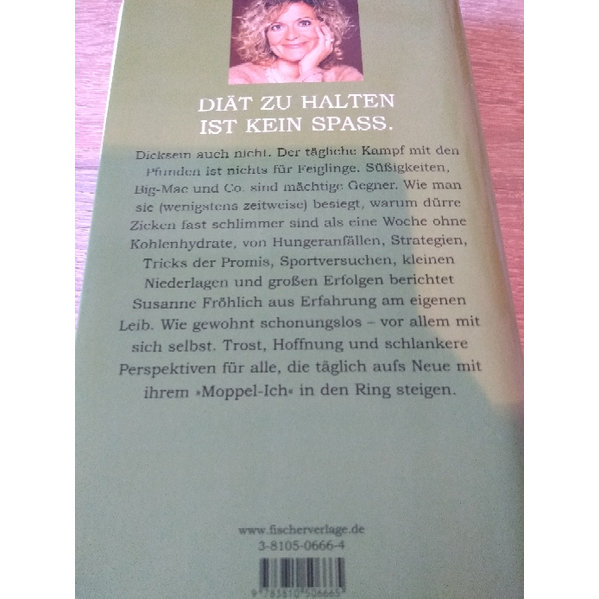 DIÄT ZU HALTEN
IST KEIN SPASS.
Dicksein auch nicht. Der tägliche Kampf mit den
Pfunden ist nichts für Feiglinge. Süßigkeiten,
Big-Mac und Co. sind mächtige Gegner. Wie man
sie (wenigstens zeitweise) besiegt, warum dürre
Zicken fast schlimmer sind als eine Woche ohne
Kohlenhydrate, von Hungeranfällen, Strategien,
Tricks der Promis, Sportversuchen, kleinen
Niederlagen und großen Erfolgen berichtet
Susanne Fröhlich aus Erfahrung am eigenen
Leib. Wie gewohnt schonungslos – vor allem mit
sich selbst. Trost, Hoffnung und schlankere
Perspektiven für alle, die täglich aufs Neue mit
ihrem »Moppel-Ich« in den Ring steigen.
www.fischerverlage.de
3-8105-0666-4
9 783810 506665